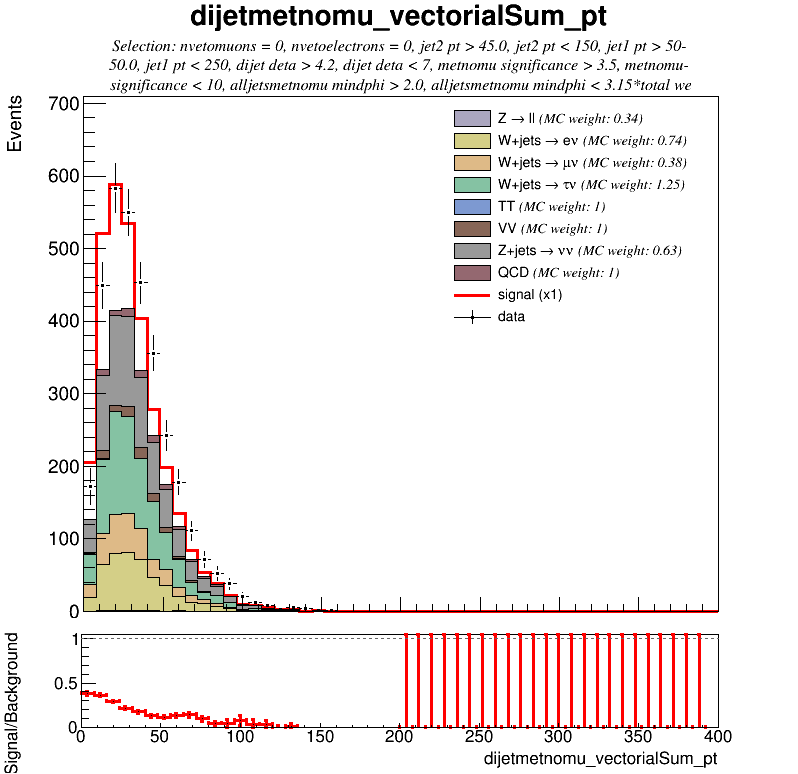 dijetmetnomu_vectorialSum_pt
Selection: nvetomuons = 0, nvetoelectrons = 0, jet2 pt > 45.0, jet2 pt < 150, jet1 pt > 50-
50.0, jet1 pt < 250, dijet deta > 4.2, dijet deta < 7, metnomu significance > 3.5, metnomu-
significance < 10, alljetsmetnomu mindphi > 2.0, alljetsmetnomu mindphi < 3.15*total we
Events
700
600
500
400
300
200
100
0
Z → ll (MC weight: 0.34)
W+jets → eν (MC weight: 0.74)
W+jets → μν (MC weight: 0.38)
W+jets → τν (MC weight: 1.25)
TT (MC weight: 1)
VV (MC weight: 1)
Z+jets → νν (MC weight: 0.63)
QCD (MC weight: 1)
signal (x1)
data
Signal/Background
1
0.5
0
0 50 100 150 200 250 300 350 400
dijetmetnomu_vectorialSum_pt